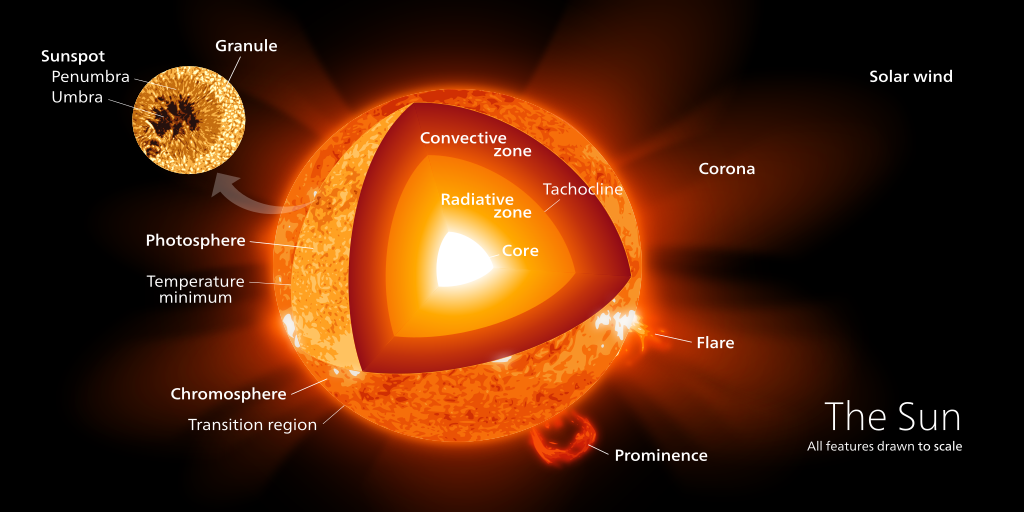 Sunspot
Penumbra
Umbra
Granule
Solar wind
Convective
zone
Tachocline
Radiative
zone
Core
Corona
Photosphere
Temperature
minimum
Flare
Chromosphere
Transition region
Prominence
The Sun
All features drawn to scale